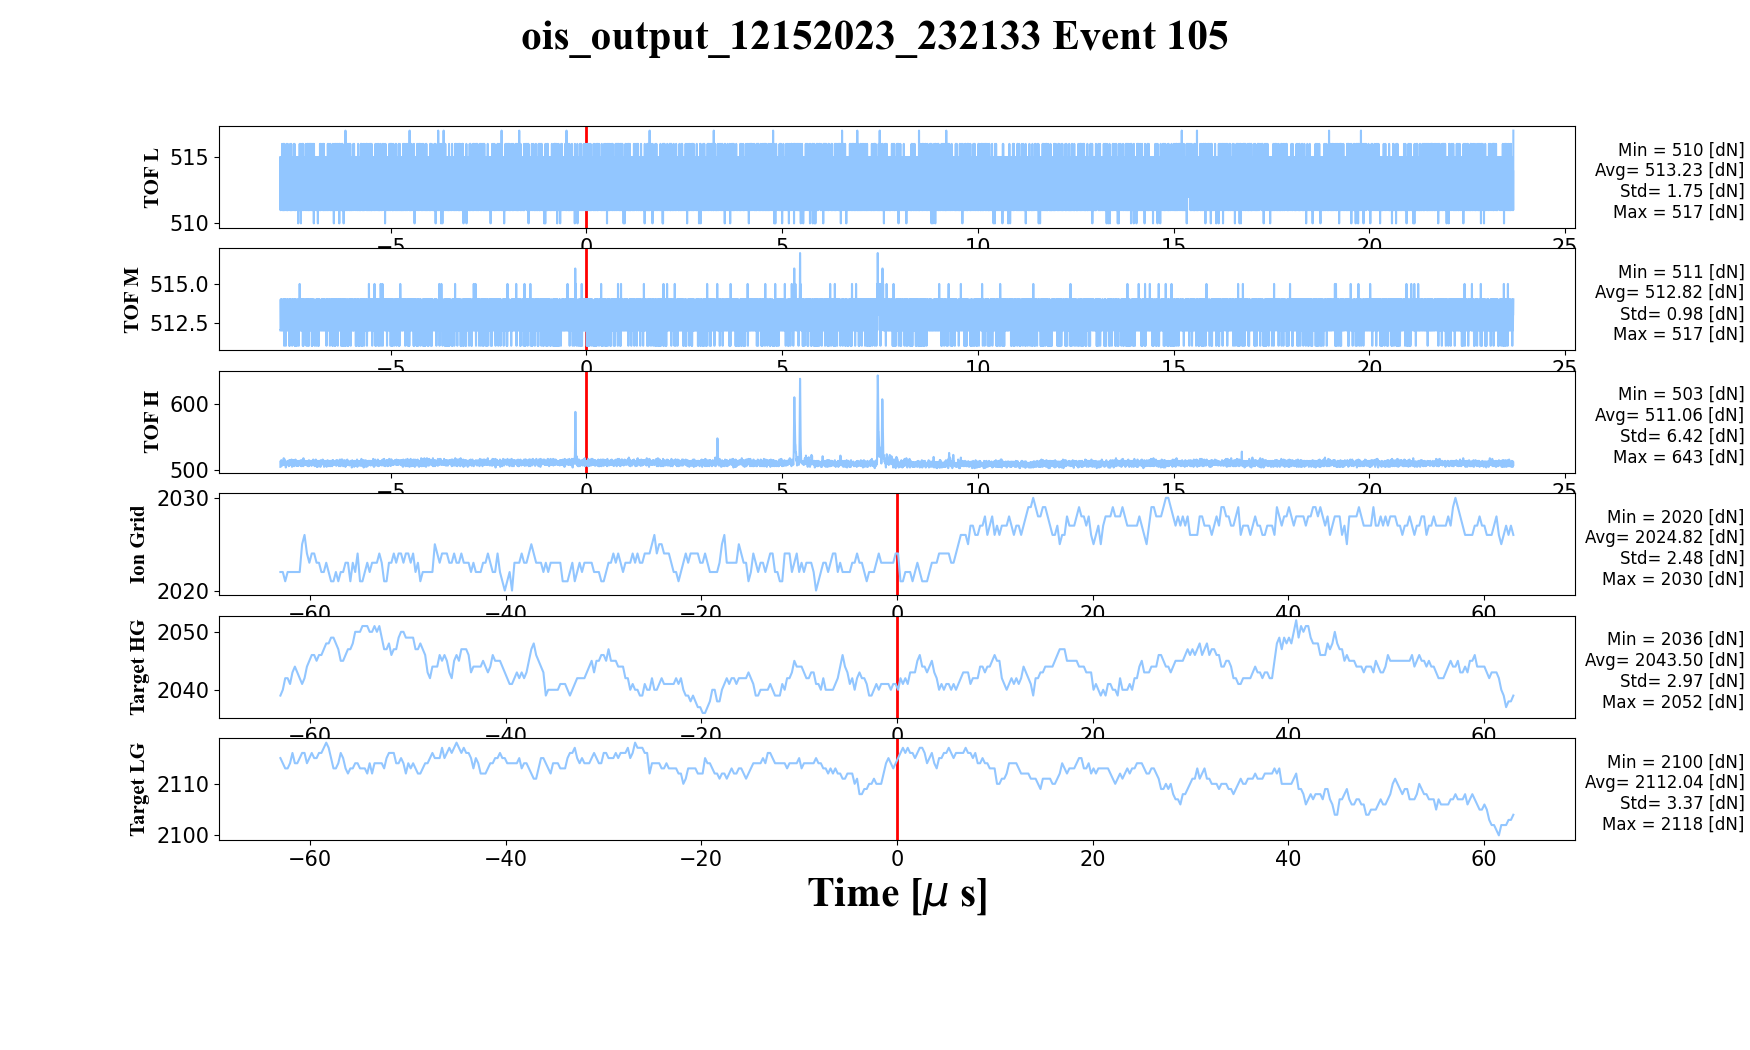 ois_output_12152023_232133 Event 105
TOF L
515
510
Min = 510 [dN]
Avg= 513.23 [dN]
Std= 1.75 [dN]
Max = 517 [dN]
−5 0 5 10 15 20 25
TOF M
515.0
512.5
Min = 511 [dN]
Avg= 512.82 [dN]
Std= 0.98 [dN]
Max = 517 [dN]
−5 0 5 10 15 20 25
TOF H
600
500
Min = 503 [dN]
Avg= 511.06 [dN]
Std= 6.42 [dN]
Max = 643 [dN]
−5 0 5 10 15 20 25
Ion Grid
2030
2020
Min = 2020 [dN]
Avg= 2024.82 [dN]
Std= 2.48 [dN]
Max = 2030 [dN]
−60 −40 −20 0 20 40 60
Target HG
2050
2040
Min = 2036 [dN]
Avg= 2043.50 [dN]
Std= 2.97 [dN]
Max = 2052 [dN]
−60 −40 −20 0 20 40 60
Target LG
2110
2100
Min = 2100 [dN]
Avg= 2112.04 [dN]
Std= 3.37 [dN]
Max = 2118 [dN]
−60 −40 −20 0 20 40 60
Time [μ s]